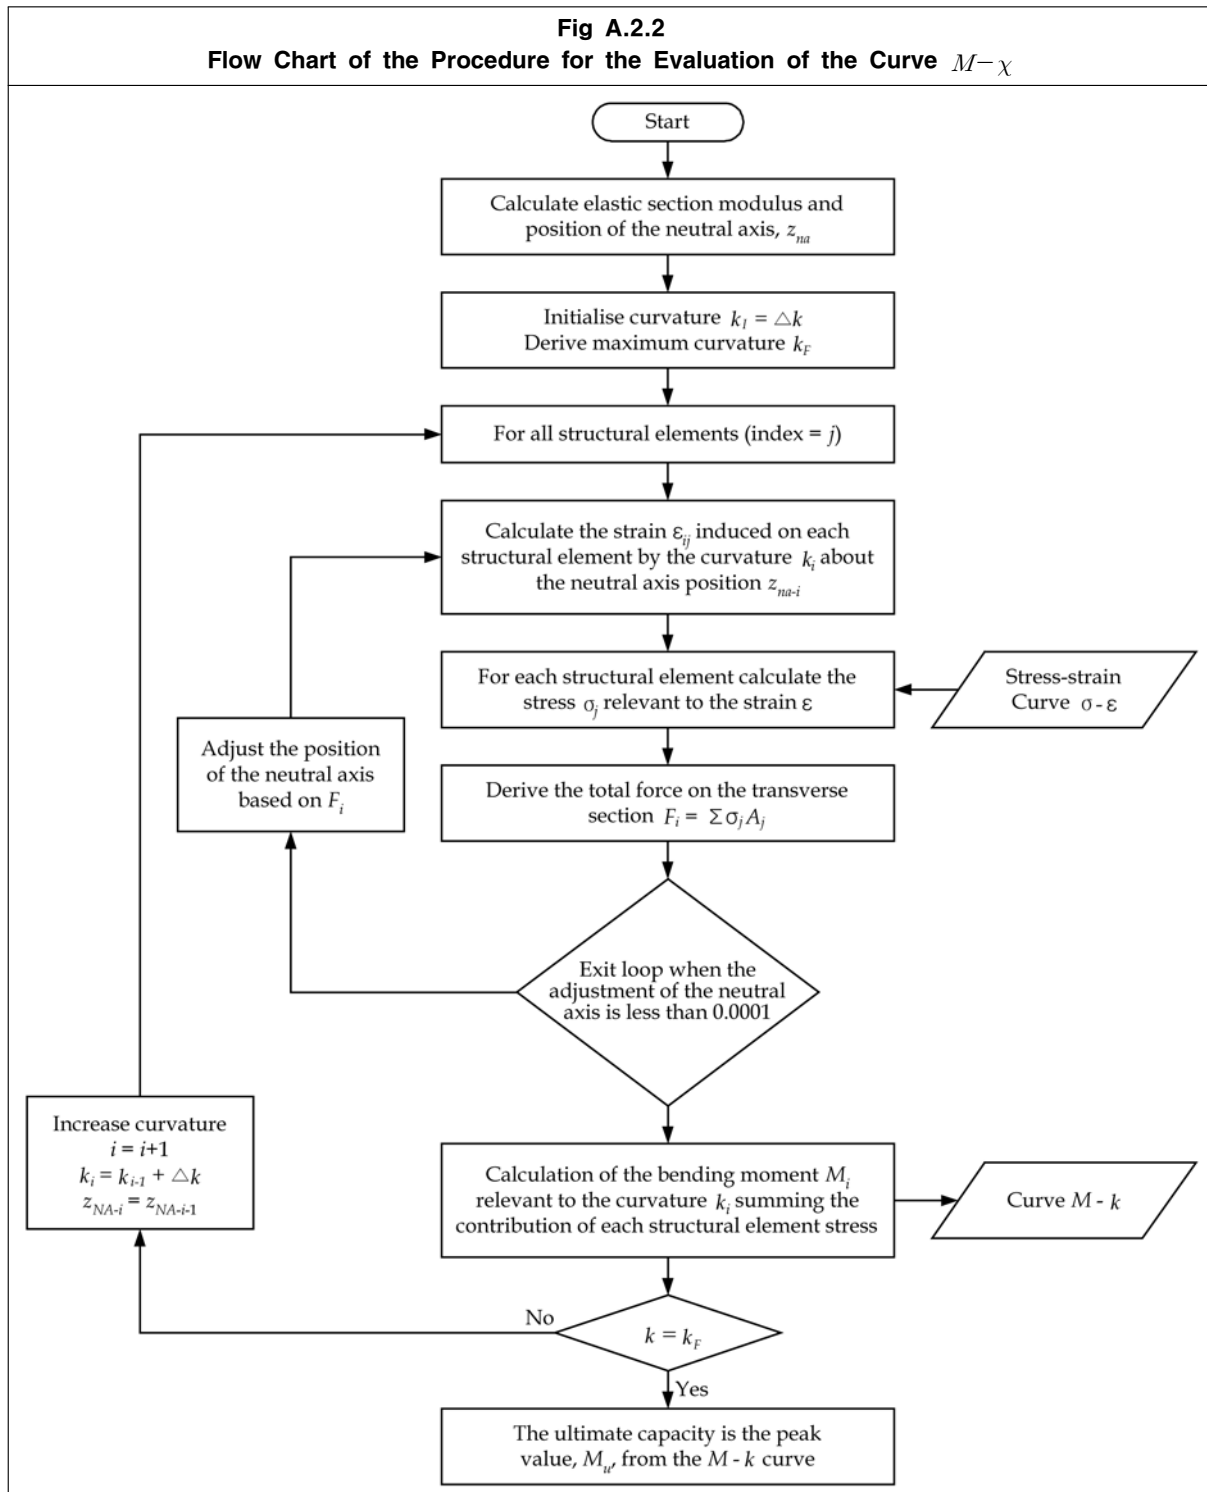 Fig A.2.2
Flow Chart of the Procedure for the Evaluation of the Curve M−χ
Start
Calculate elastic section modulus and
position of the neutral axis, z_na
Initialise curvature k_1 = △k
Derive maximum curvature k_F
For all structural elements (index = j)
Calculate the strain ε_ij induced on each
structural element by the curvature k_i about
the neutral axis position z_na-i
For each structural element calculate the
stress σ_j relevant to the strain ε
Stress-strain
Curve σ - ε
Adjust the position
of the neutral axis
based on F_i
Derive the total force on the transverse
section F_i = Σσ_j A_j
Exit loop when the
adjustment of the neutral
axis is less than 0.0001
Increase curvature
i = i+1
k_i = k_i-1 + △k
z_NA-i = z_NA-i-1
Calculation of the bending moment M_i
relevant to the curvature k_i summing the
contribution of each structural element stress
Curve M - k
No
k = k_F
Yes
The ultimate capacity is the peak
value, M_u, from the M - k curve